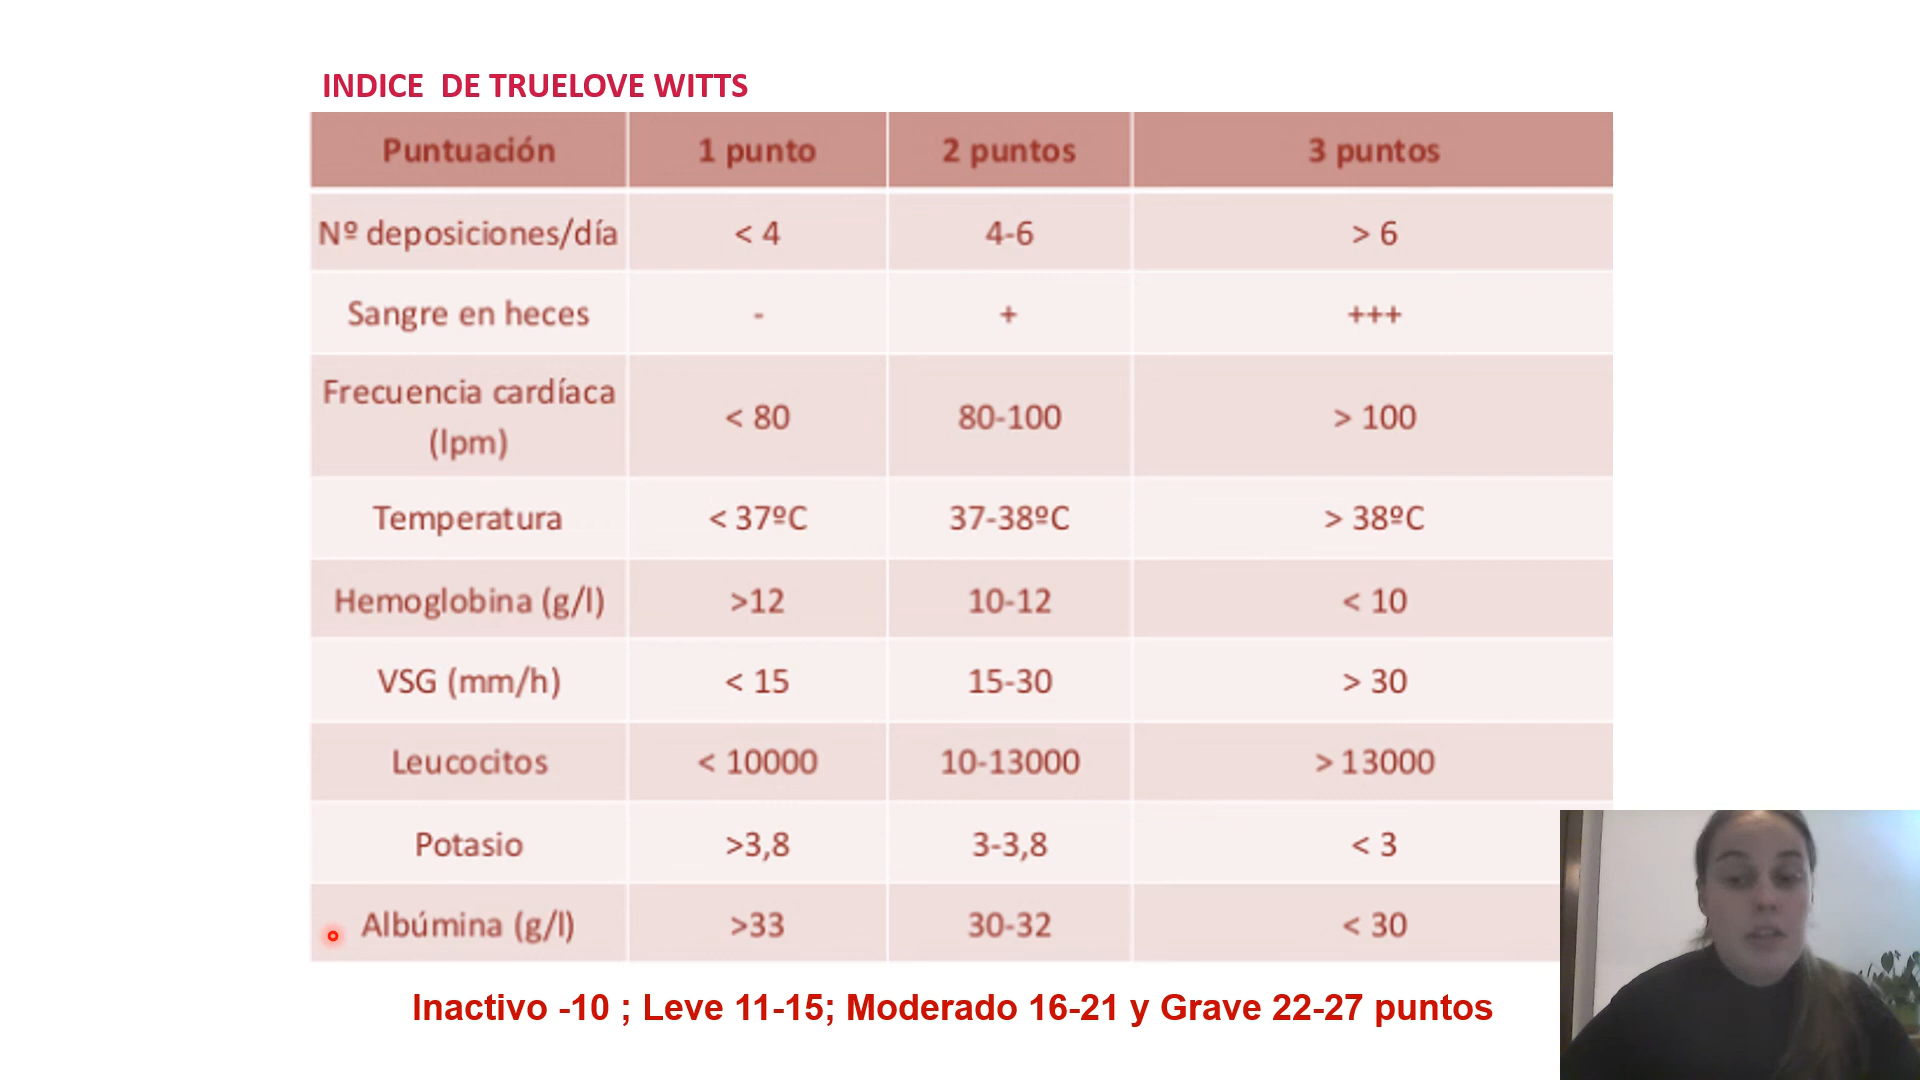 INDICE  DE TRUELOVE WITTS
Puntuación 1 punto 2 puntos 3 puntos
Nº deposiciones/día < 4 4-6 > 6
Sangre en heces - + +++
Frecuencia cardíaca
(lpm) < 80 80-100 > 100
Temperatura < 37ºC 37-38ºC > 38ºC
Hemoglobina (g/l) >12 10-12 < 10
VSG (mm/h) < 15 15-30 > 30
Leucocitos < 10000 10-13000 > 13000
Potasio >3,8 3-3,8 < 3
Albúmina (g/l) >33 30-32 < 30
Inactivo -10 ; Leve 11-15; Moderado 16-21 y Grave 22-27 puntos